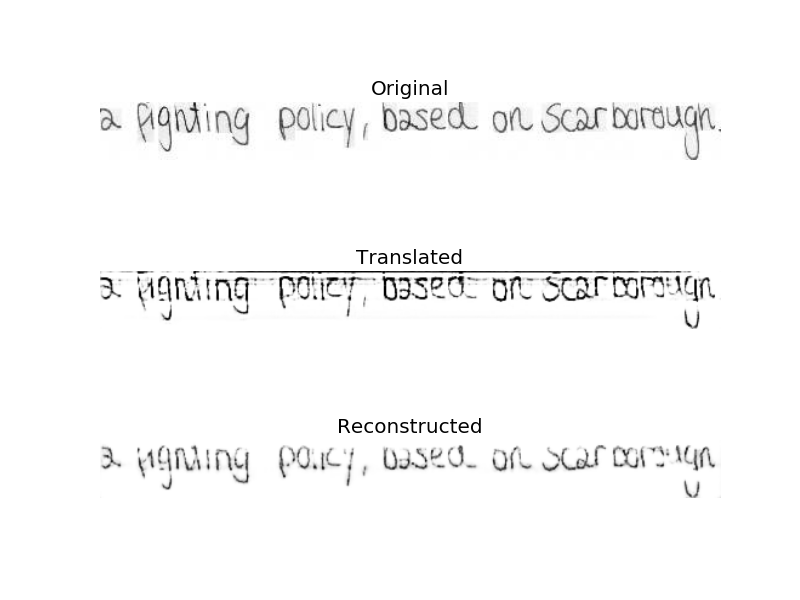 Original
a fighting policy, based on Scarborough.
Translated
a fighting policy, based on Scarborough
Reconstructed
a fighting policy, based on Scarborough